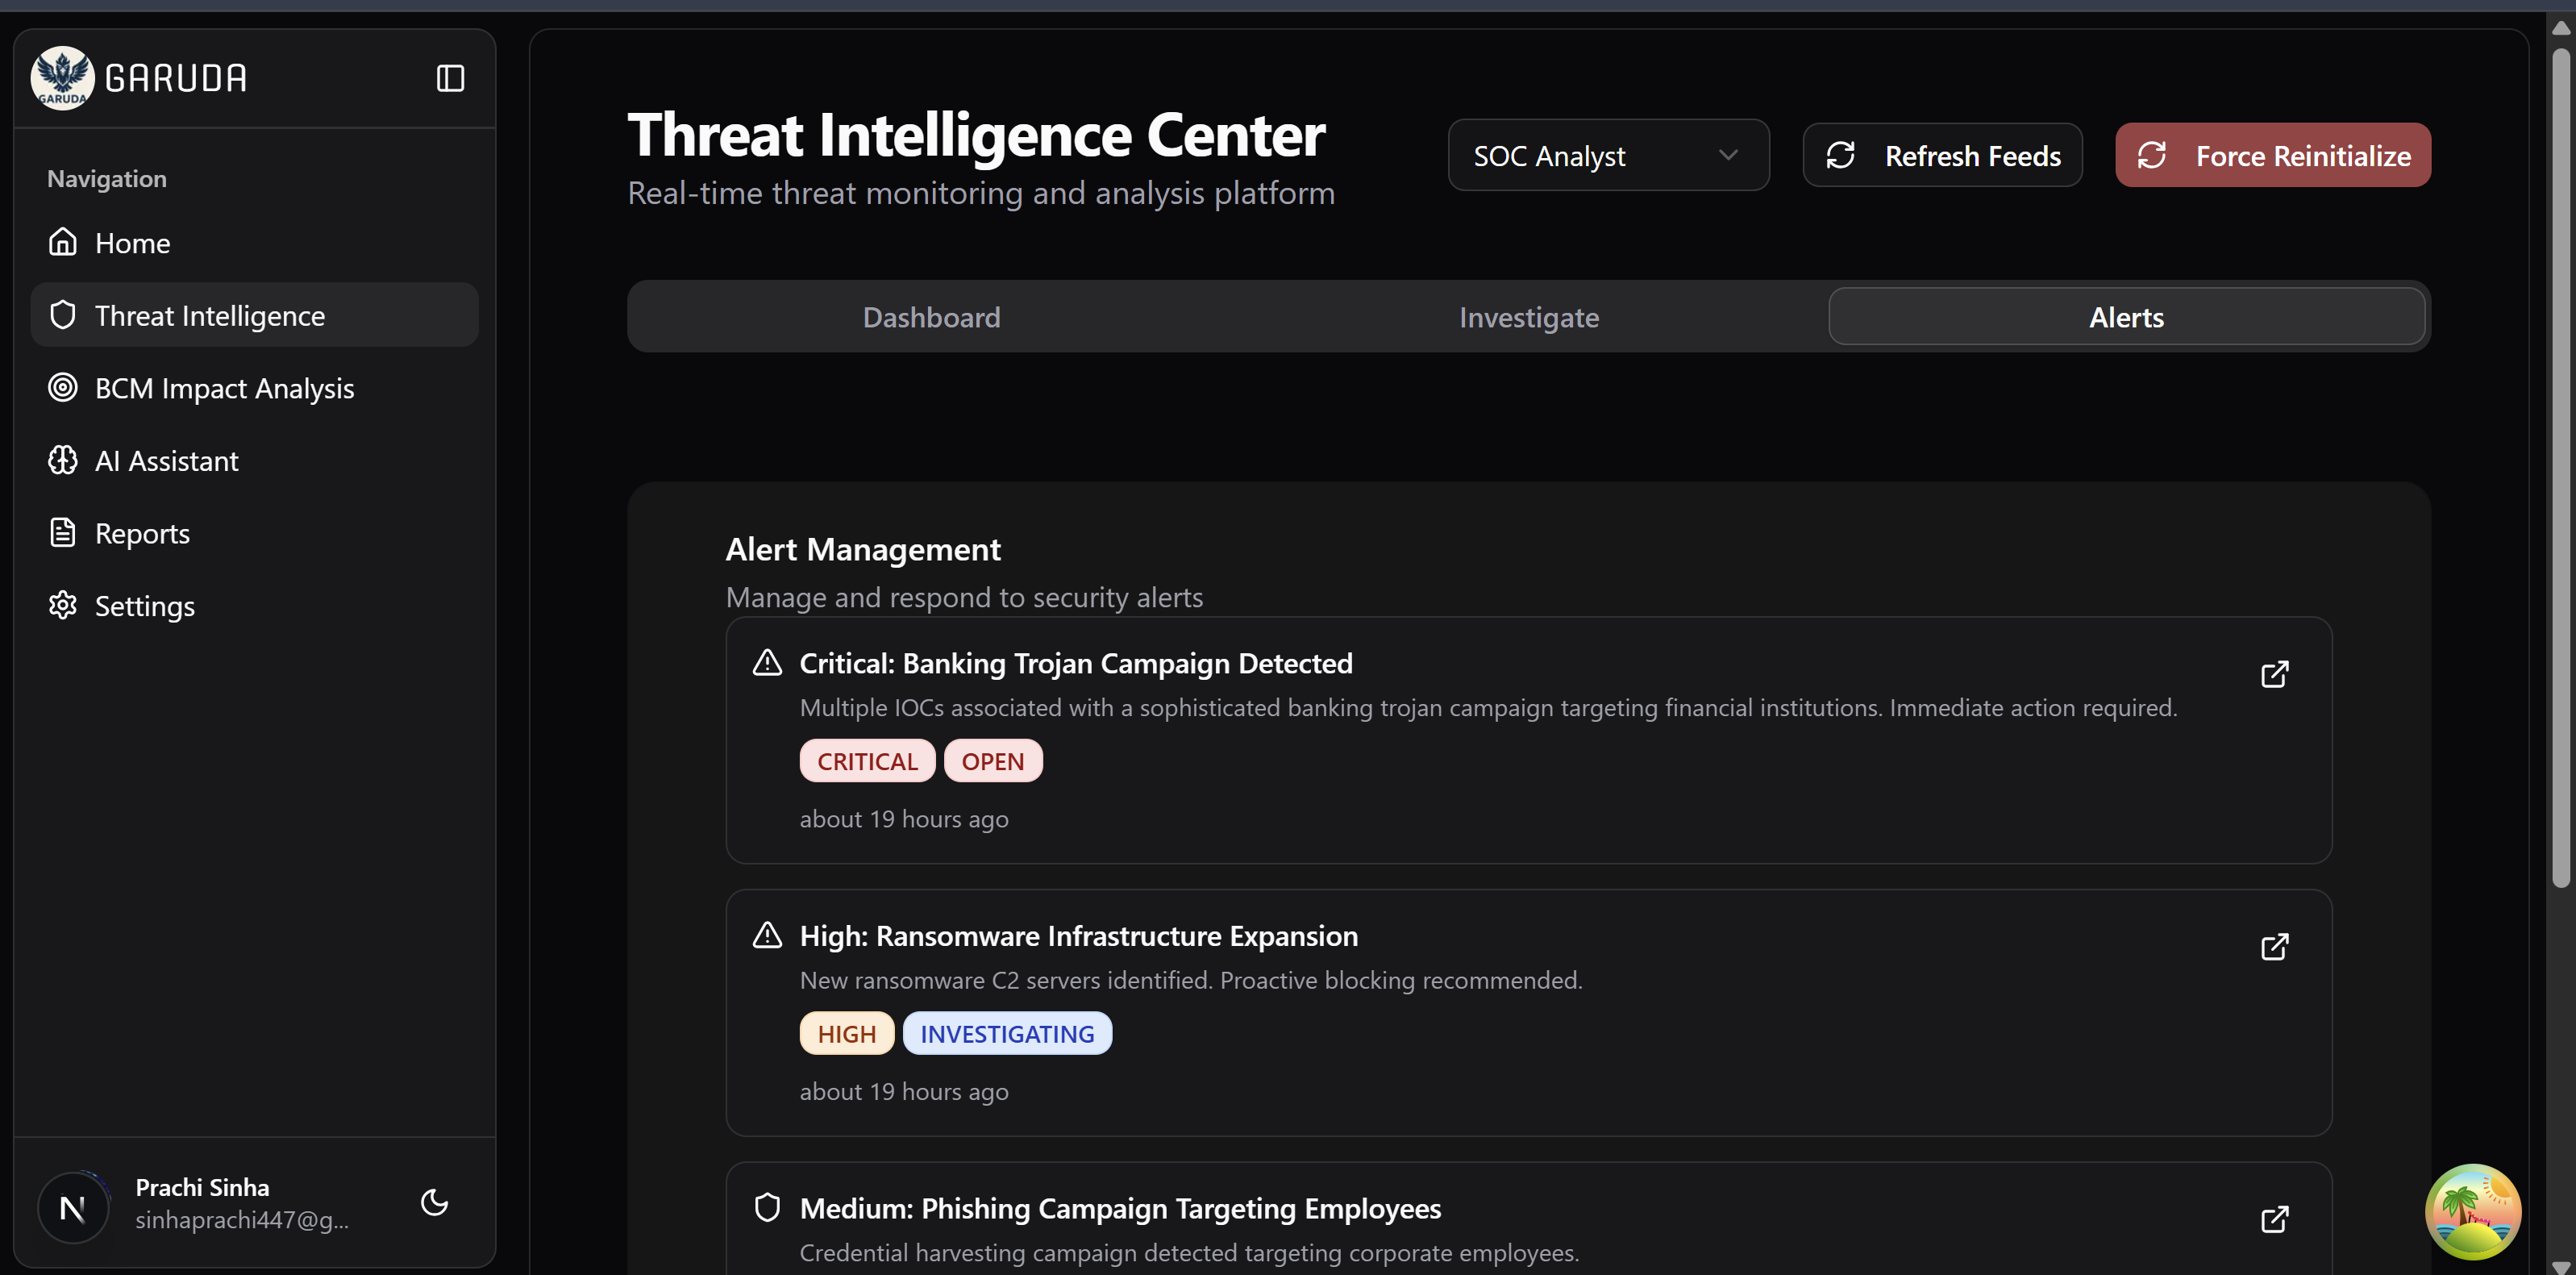 GARUDA
GARUDA
Navigation
Home
Threat Intelligence
BCM Impact Analysis
AI Assistant
Reports
Settings
N
Prachi Sinha
sinhaprachi447@g...
Threat Intelligence Center
Real-time threat monitoring and analysis platform
SOC Analyst
Refresh Feeds
Force Reinitialize
Dashboard
Investigate
Alerts
Alert Management
Manage and respond to security alerts
Critical: Banking Trojan Campaign Detected
Multiple IOCs associated with a sophisticated banking trojan campaign targeting financial institutions. Immediate action required.
CRITICAL
OPEN
about 19 hours ago
High: Ransomware Infrastructure Expansion
New ransomware C2 servers identified. Proactive blocking recommended.
HIGH
INVESTIGATING
about 19 hours ago
Medium: Phishing Campaign Targeting Employees
Credential harvesting campaign detected targeting corporate employees.